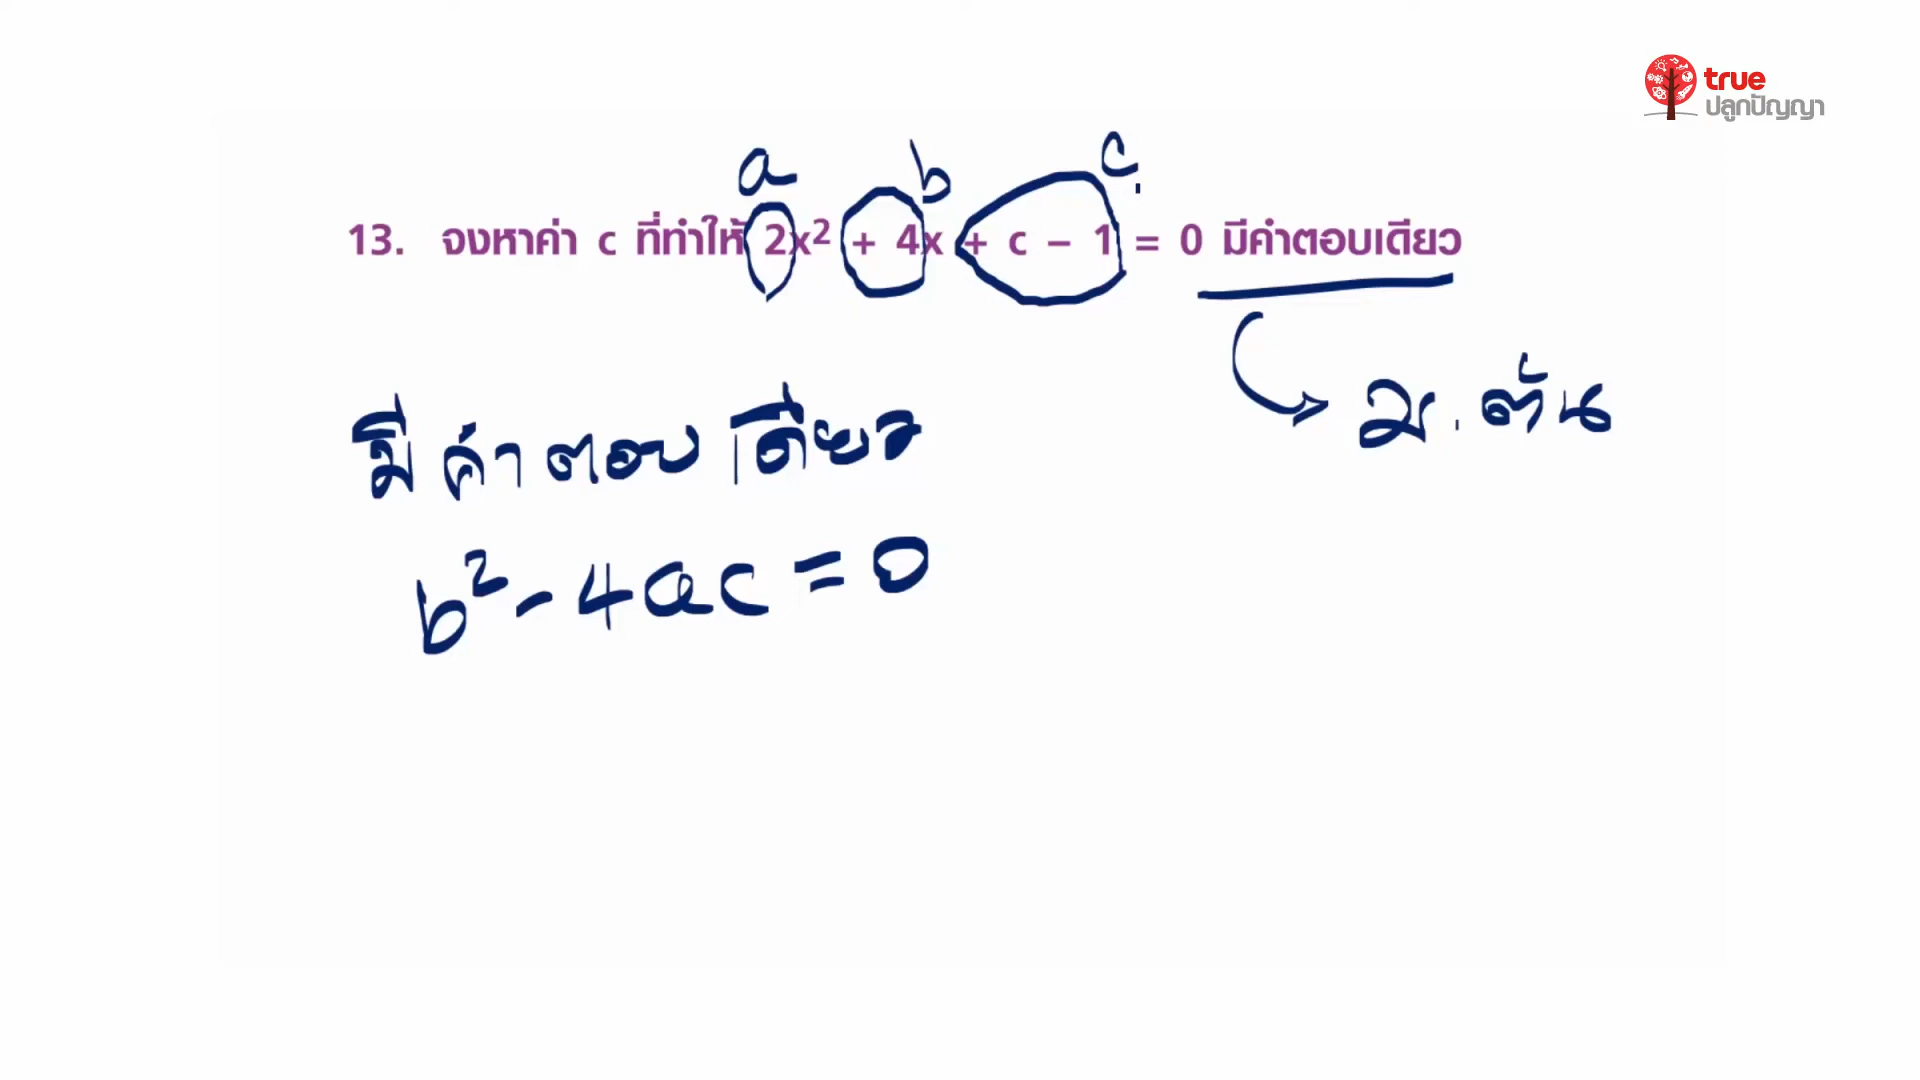 true
ปลูกปัญญา
a b c
13. จงหาค่า c ที่ทำให้ 2x² + 4x + c – 1 = 0 มีคำตอบเดียว
ม. ต้น
มี คำ ตอบ เดียว
b² - 4ac = 0